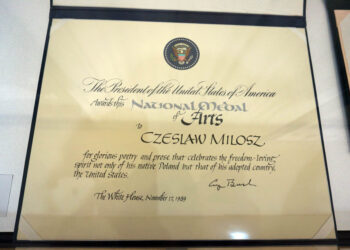 The President of the United States of America
Awards this National Medal
of Arts
to
CZESLAW MILOSZ
for glorious poetry and prose that celebrates the freedom-loving
spirit not only of his native Poland but that of his adopted country,
the United States.
The White House, November 17, 1989